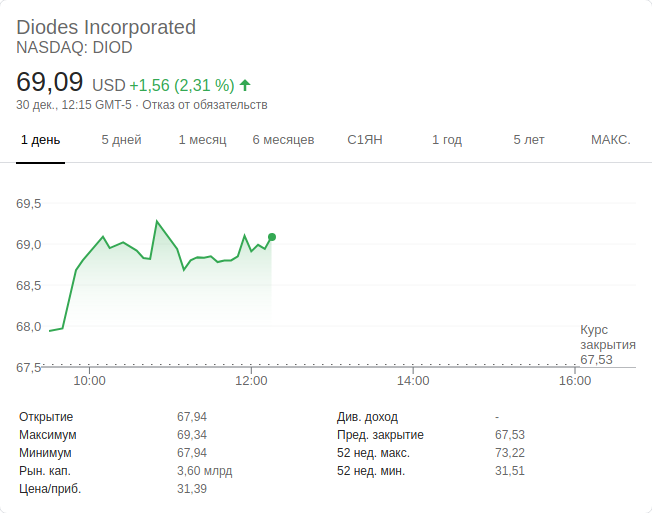 Diodes Incorporated
NASDAQ: DIOD
69,09 USD +1,56 (2,31 %)
30 дек., 12:15 GMT-5 · Отказ от обязательств
1 день 5 дней 1 месяц 6 месяцев С1ЯН 1 год 5 лет МАКС.
69,5
69,0
68,5
68,0
67,5
Курс
закрытия
67,53
10:00 12:00 14:00 16:00
Открытие 67,94 Див. доход -
Максимум 69,34 Пред. закрытие 67,53
Минимум 67,94 52 нед. макс. 73,22
Рын. кап. 3,60 млрд 52 нед. мин. 31,51
Цена/приб. 31,39